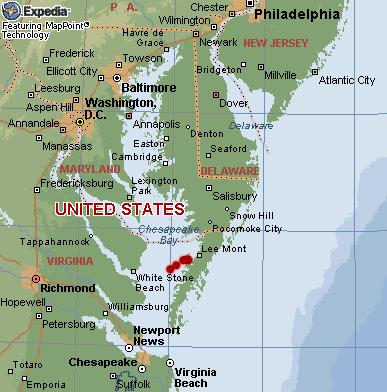 Expedia
Featuring MapPoint
Technology
P A.
Chester
Philadelphia
Wilmington
Havre de
Grace
Newark
NEW JERSEY
Towson
Frederick
Bridgeton
Ellicott City
Millville
Atlantic City
Leesburg
Baltimore
Aspen Hill
Washington,
D.C.
Dover
Annandale
Annapolis
Denton
Delaware
Manassas
Easton
Seaford
Cambridge
MARYLAND
DELAWARE
Fredericksburg
Lexington
Park
Salisbury
UNITED STATES
Snow Hill
Chesapeake
Bay
Pocomoke City
Tappahannock
Lee Mont
VIRGINIA
White Stone
Beach
Richmond
Hopewell
Williamsburg
Petersburg
Newport
News
Totaro
Chesapeake
Virginia
Beach
Emporia
Suffolk